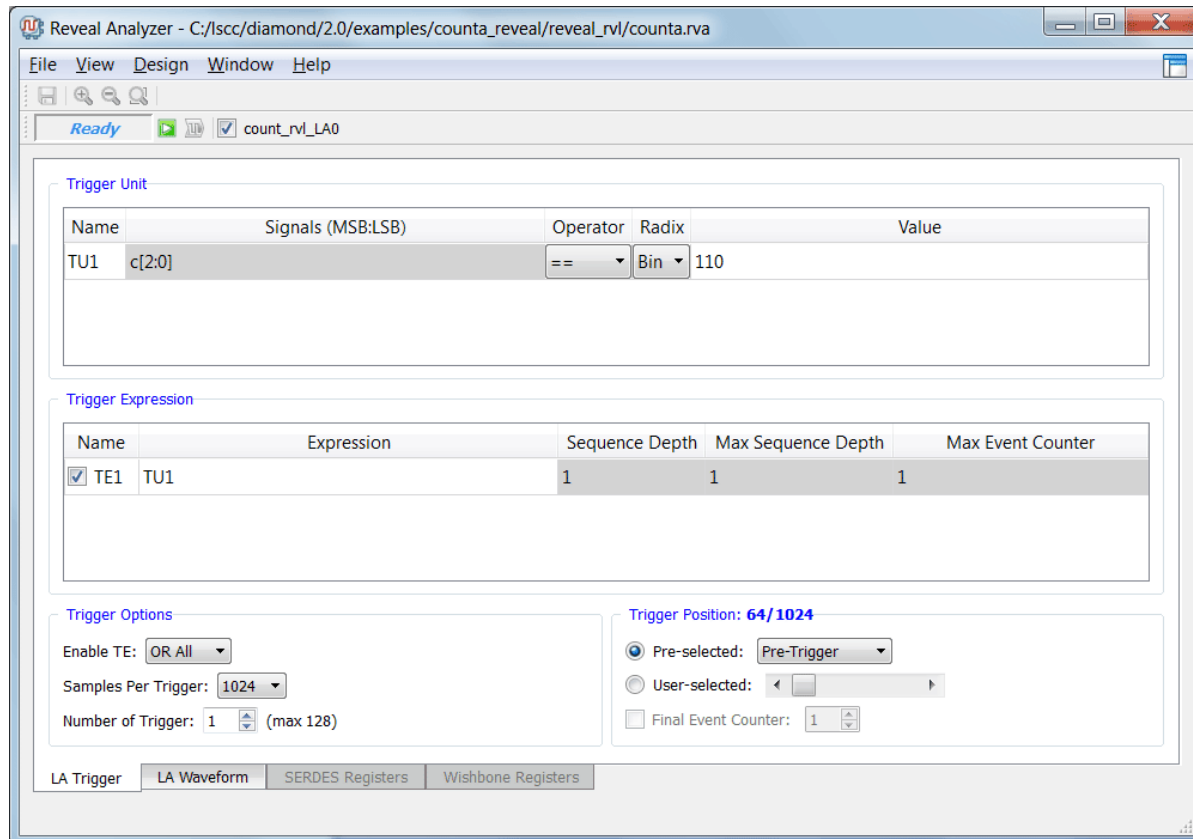 Reveal Analyzer - C:/lscc/diamond/2.0/examples/counta_reveal/reveal_rvl/counta.rva
File View Design Window Help
Ready count_rvl_LA0
Trigger Unit
Name Signals (MSB:LSB) Operator Radix Value
TU1 c[2:0] == Bin 110
Trigger Expression
Name Expression Sequence Depth Max Sequence Depth Max Event Counter
TE1 TU1 1 1 1
Trigger Options
Enable TE: OR All
Samples Per Trigger: 1024
Number of Trigger: 1 (max 128)
Trigger Position: 64/1024
Pre-selected: Pre-Trigger
User-selected:
Final Event Counter: 1
LA Trigger LA Waveform SERDES Registers Wishbone Registers